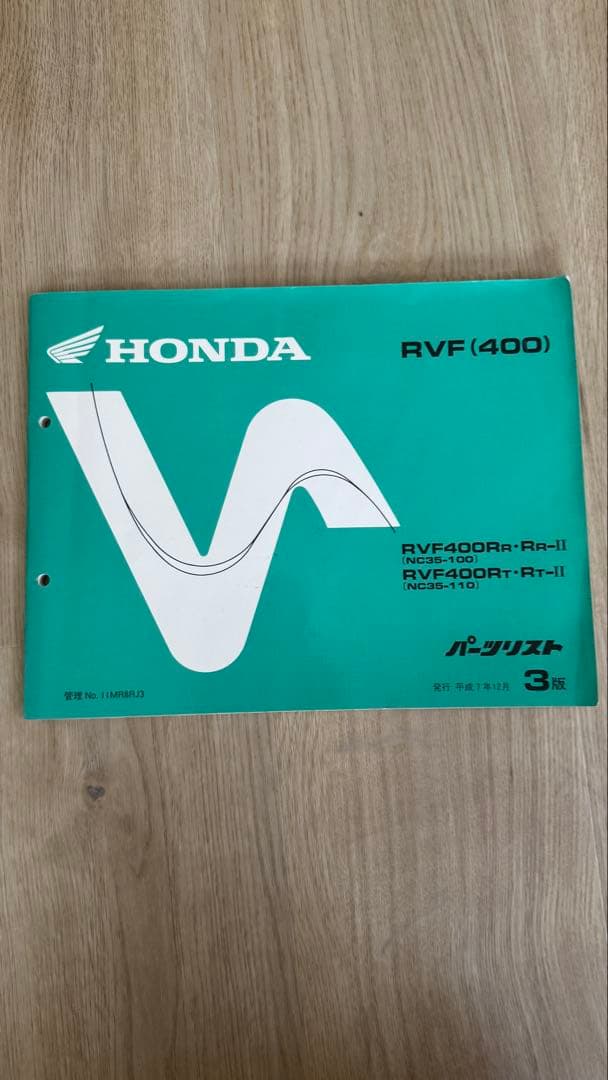 HONDA
RVF(400)
RVF400RR・RR-II
(NC35-100)
RVF400RT・RT-II
(NC35-110)
パーツリスト
管理 No. 11MR8RJ3
発行 平成7年12月 3版